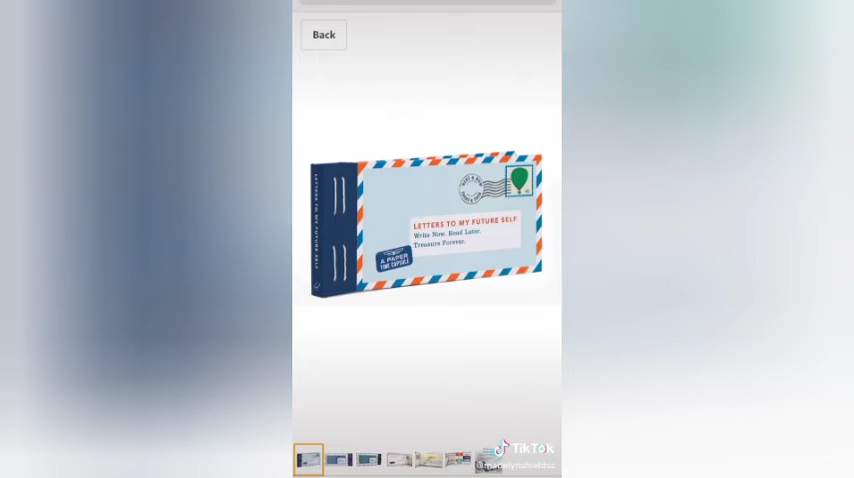 Back
LETTERS TO MY FUTURE SELF
LETTERS TO MY FUTURE SELF
Write Now. Read Later.
Treasure Forever.
A PAPER
TIME CAPSULE
TikTok